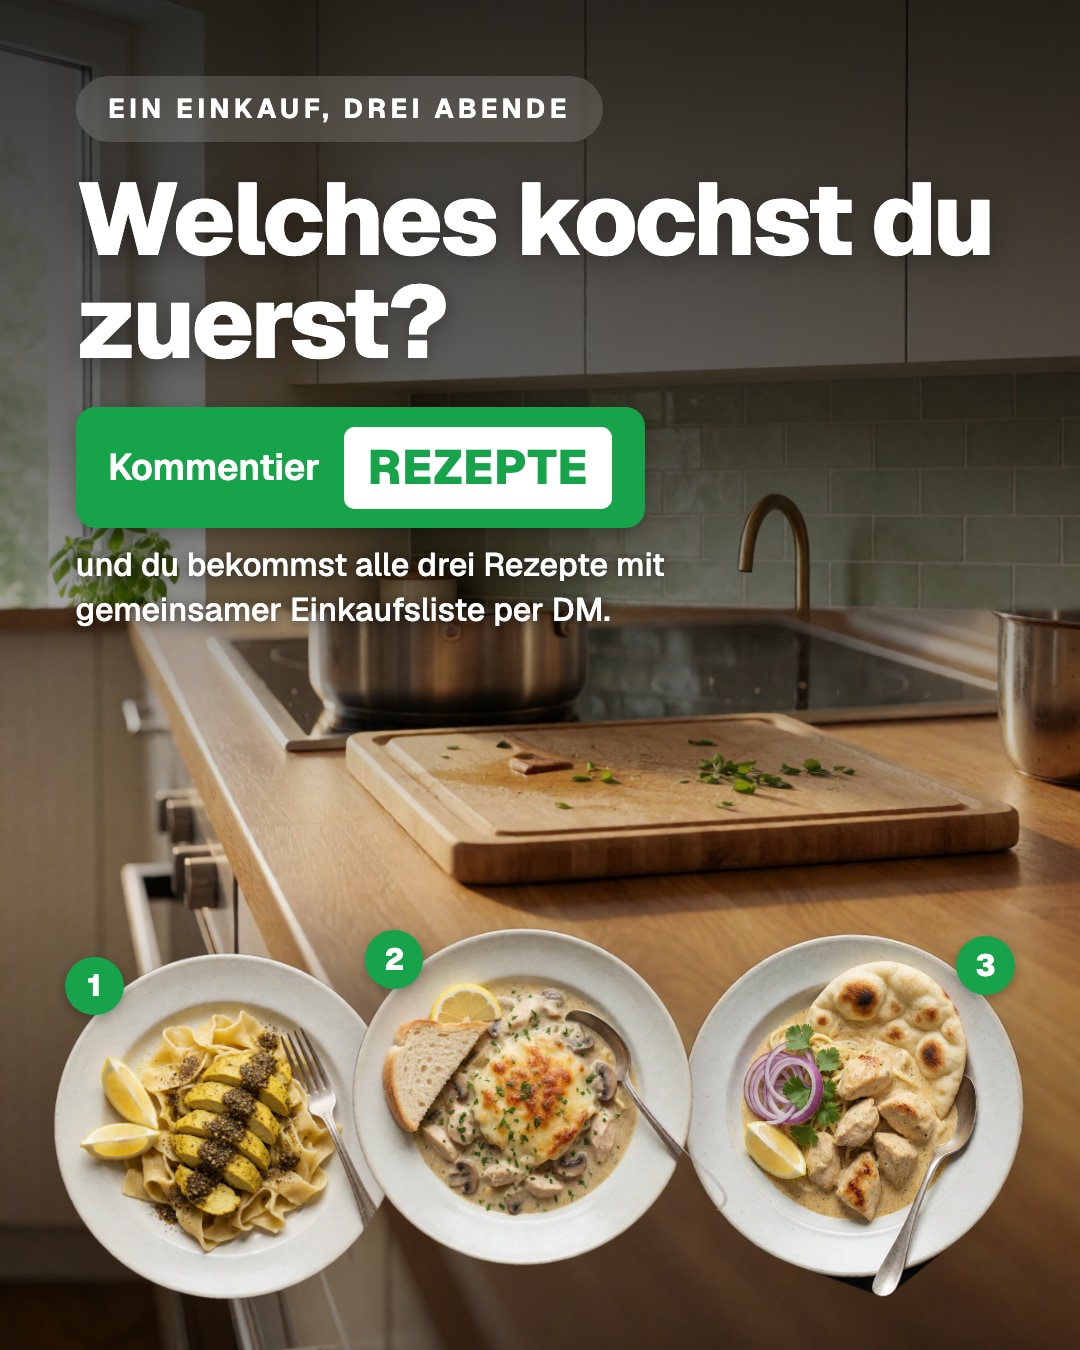 EIN EINKAUF, DREI ABENDE
Welches kochst du
zuerst?
Kommentier REZEPTE
und du bekommst alle drei Rezepte mit
gemeinsamer Einkaufsliste per DM.
1
2
3